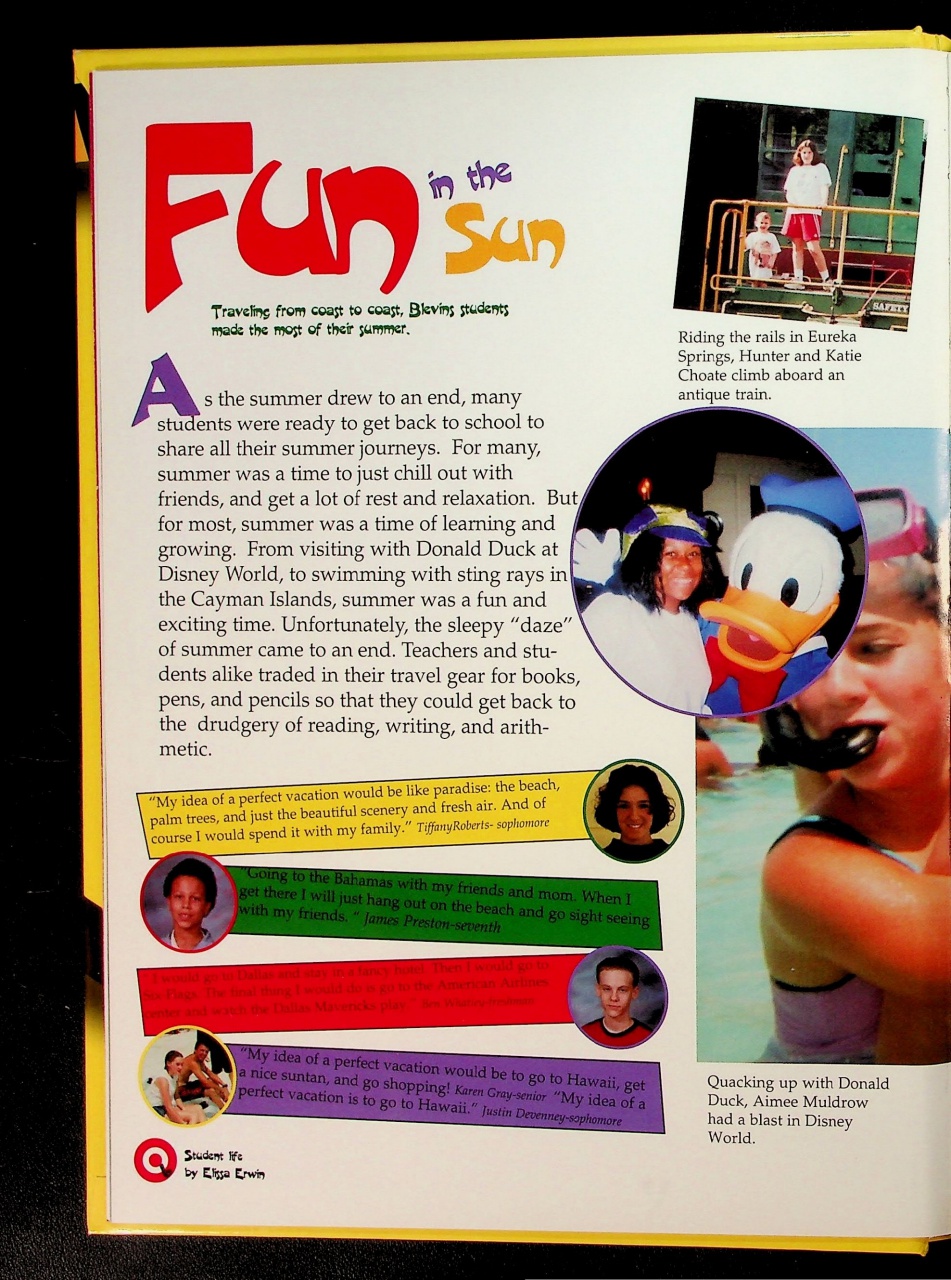 Fun in the Sun
Traveling from coast to coast, Blevins students
made the most of their summer.
As the summer drew to an end, many
students were ready to get back to school to
share all their summer journeys.  For many,
summer was a time to just chill out with
friends, and get a lot of rest and relaxation.  But
for most, summer was a time of learning and
growing.  From visiting with Donald Duck at
Disney World, to swimming with sting rays in
the Cayman Islands, summer was a fun and
exciting time. Unfortunately, the sleepy “daze”
of summer came to an end. Teachers and stu-
dents alike traded in their travel gear for books,
pens, and pencils so that they could get back to
the  drudgery of reading, writing, and arith-
metic.
“My idea of a perfect vacation would be like paradise: the beach,
palm trees, and just the beautiful scenery and fresh air. And of
course I would spend it with my family.” TiffanyRoberts- sophomore
“Going to the Bahamas with my friends and mom. When I
get there I will just hang out on the beach and go sight seeing
with my friends. “ James Preston-seventh
“I would go to Dallas and stay in a fancy hotel. Then I would go to
Six Flags. The final thing I would do is go to the American Airlines
center and watch the Dallas Mavericks play.” Ben Whatley-freshman
“My idea of a perfect vacation would be to go to Hawaii, get
a nice suntan, and go shopping! Karen Gray-senior “My idea of a
perfect vacation is to go to Hawaii.” Justin Devenney-sophomore
Student life
by Elissa Erwin
SAFETY
Riding the rails in Eureka
Springs, Hunter and Katie
Choate climb aboard an
antique train.
Quacking up with Donald
Duck, Aimee Muldrow
had a blast in Disney
World.